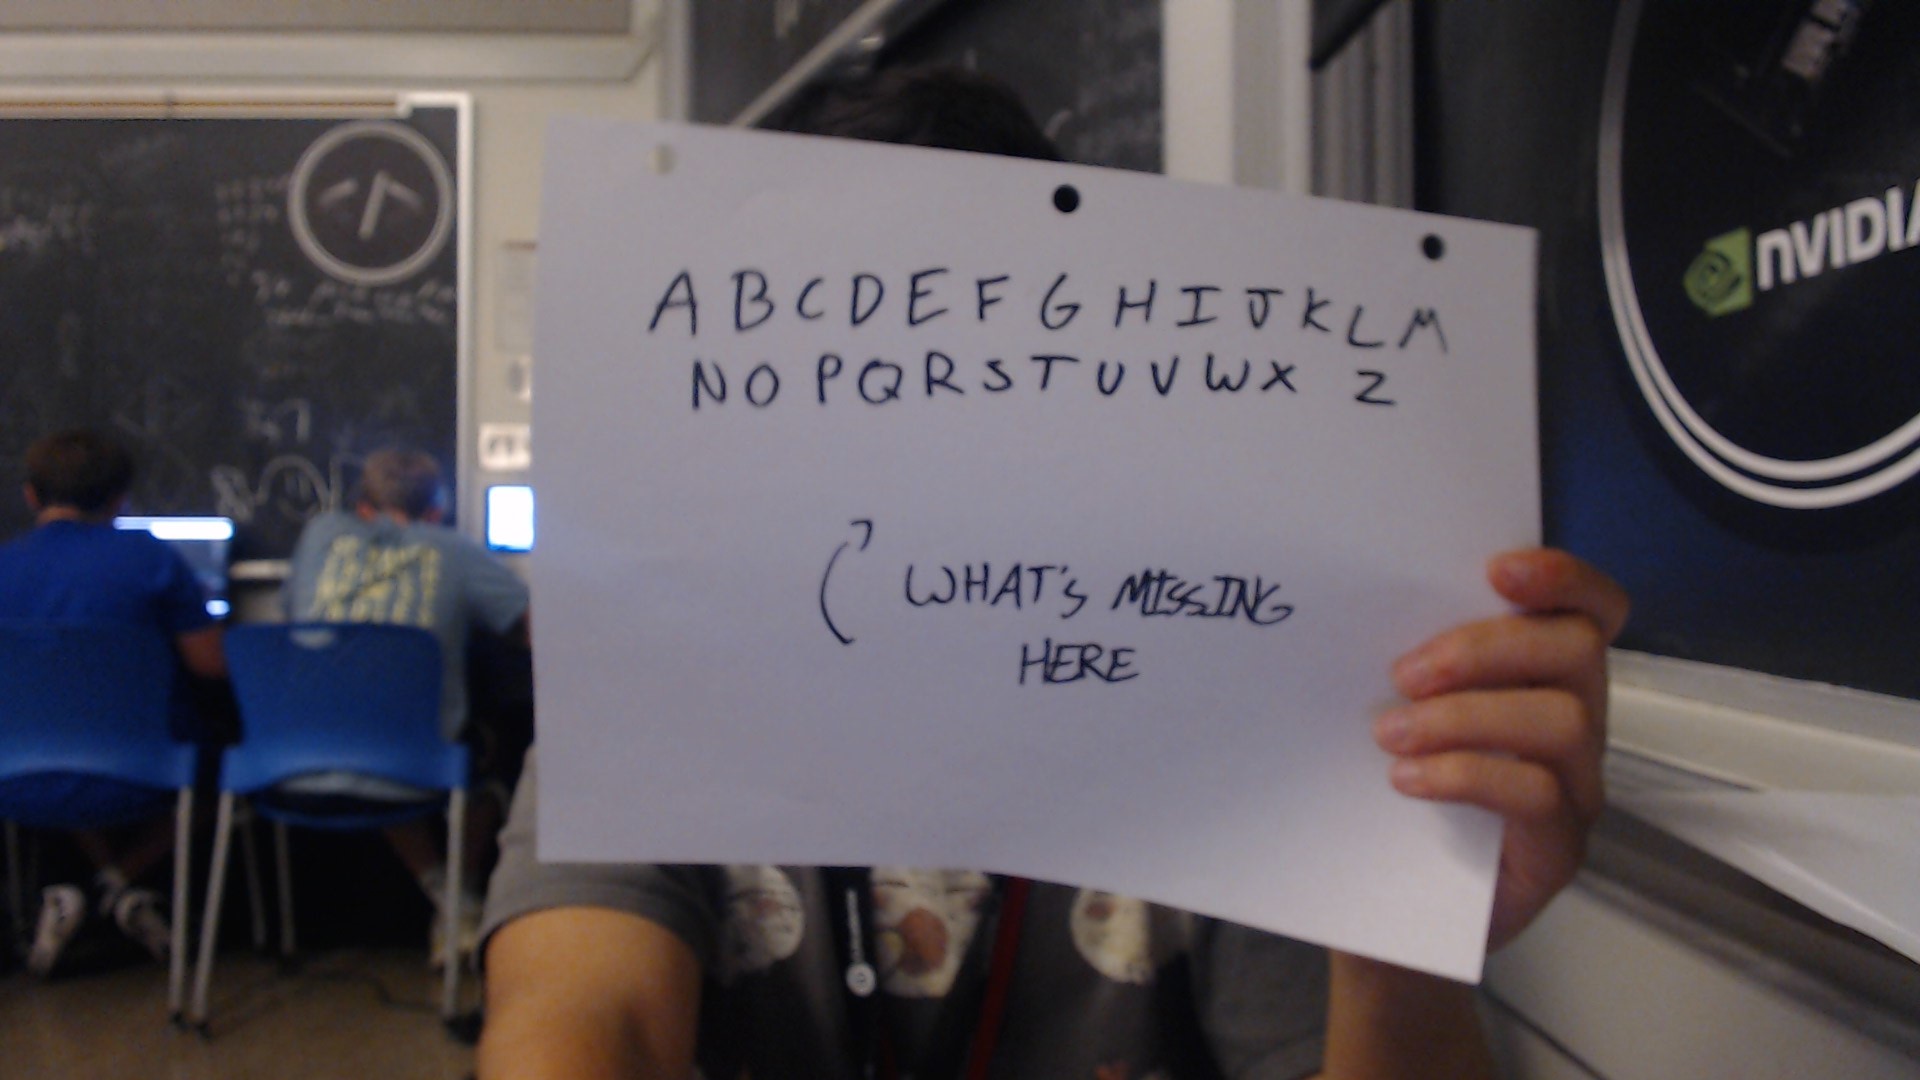 A B C D E F G H I J K L M
N O P Q R S T U V W X Z
WHAT'S MISSING
HERE
NVIDIA